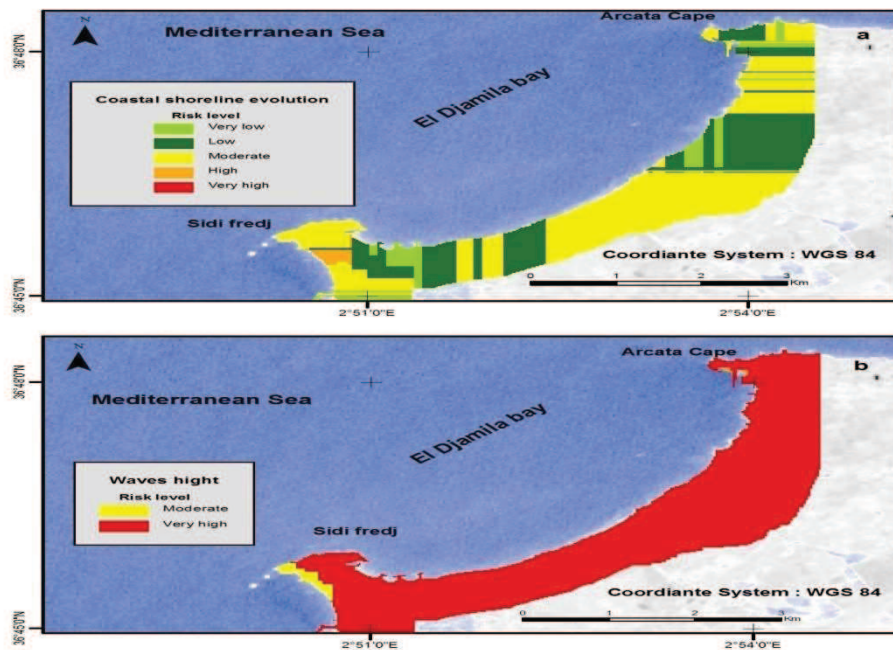 Arcata Cape
a
Mediterranean Sea
36°48'0"N
El Djamila bay
Coastal shoreline evolution
Risk level
Very low
Low
Moderate
High
Very high
Sidi fredj
Coordiante System : WGS 84
0 1 2 3
Km
36°45'0"N
2°51'0"E 2°54'0"E
Arcata Cape
b
36°48'0"N
Mediterranean Sea
El Djamila bay
Waves hight
Risk level
Moderate
Very high
Sidi fredj
Coordiante System : WGS 84
0 1 2 3
Km
36°45'0"N
2°51'0"E 2°54'0"E